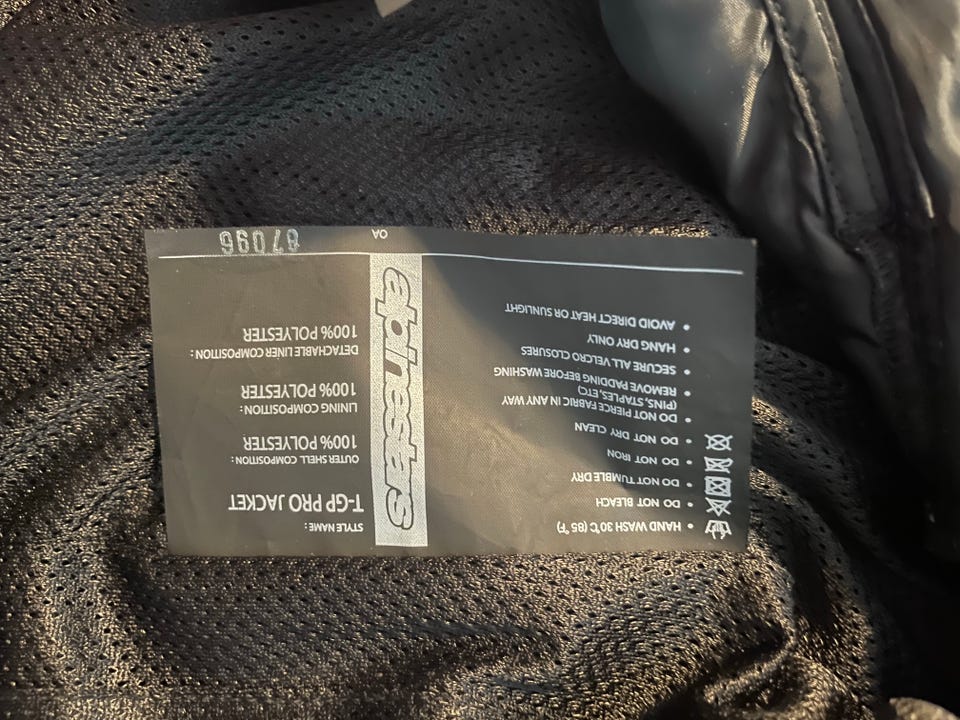 HAND WASH 30°C (85 °F)
DO NOT BLEACH
DO NOT TUMBLE DRY
DO NOT IRON
DO NOT DRY CLEAN
DO NOT PIERCE FABRIC IN ANY WAY
(PINS, STAPLES, ETC)
REMOVE PADDING BEFORE WASHING
SECURE ALL VELCRO CLOSURES
HANG DRY ONLY
AVOID DIRECT HEAT OR SUNLIGHT
alpinestars
STYLE NAME:
T-GP PRO JACKET
OUTER SHELL COMPOSITION:
100% POLYESTER
LINING COMPOSITION:
100% POLYESTER
DETACHABLE LINER COMPOSITION:
100% POLYESTER
OA
87096